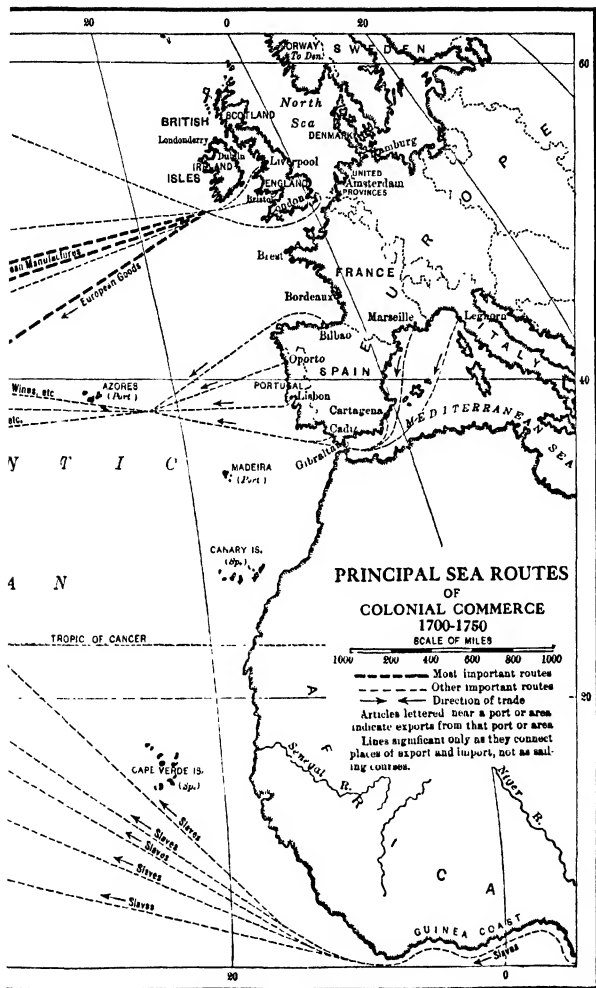 20
0
20
NORWAY
To Den.
SWEDEN
60
North
Sea
SCOTLAND
BRITISH
Londonderry
DENMARK
Hamburg
Dublin
IRELAND
Liverpool
ISLES
ENGLAND
UNITED
Amsterdam
PROVINCES
Bristol
London
EUROPE
Brest
an Manufactures
European Goods
FRANCE
Bordeaux
Marseille
Leghorn
ITALY
Bilbao
Oporto
SPAIN
40
Wines, etc
AZORES
(Port)
PORTUGAL
Lisbon
etc.
Cartagena
Cadiz
MEDITERRANEAN
SEA
Gibraltar
N T I C
MADEIRA
(Port.)
CANARY IS.
(Sp.)
A N
PRINCIPAL SEA ROUTES
OF
COLONIAL COMMERCE
1700-1750
SCALE OF MILES
1000 200 400 600 800 1000
Most important routes
Other important routes
Direction of trade
Articles lettered near a port or area
indicate exports from that port or area
Lines significant only as they connect
places of export and import, not as sail-
ing courses.
TROPIC OF CANCER
20
AFRICA
Senegal R.
Niger R.
CAPE VERDE IS.
(Sp.)
Slaves
Slaves
Slaves
Slaves
Slaves
GUINEA COAST
Slaves
20
0